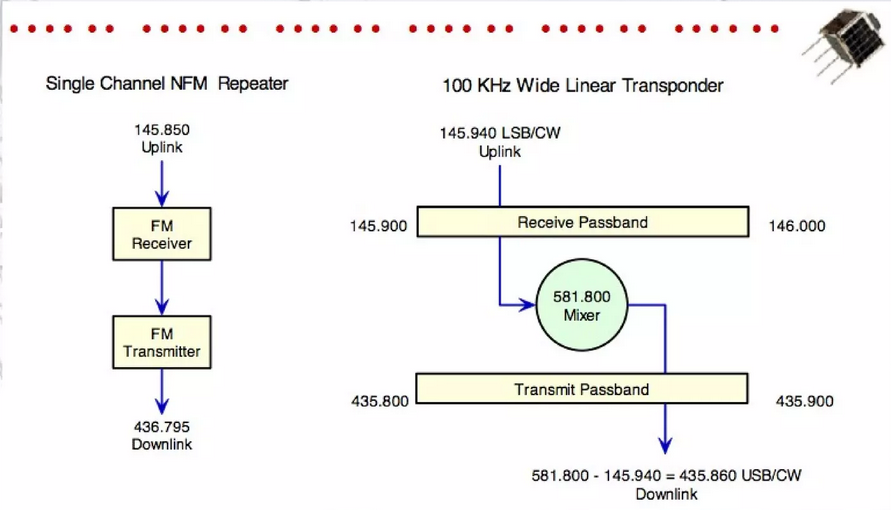 Single Channel NFM Repeater
145.850
Uplink
FM
Receiver
FM
Transmitter
436.795
Downlink
100 KHz Wide Linear Transponder
145.940 LSB/CW
Uplink
145.900
Receive Passband
146.000
581.800
Mixer
435.800
Transmit Passband
435.900
581.800 - 145.940 = 435.860 USB/CW
Downlink